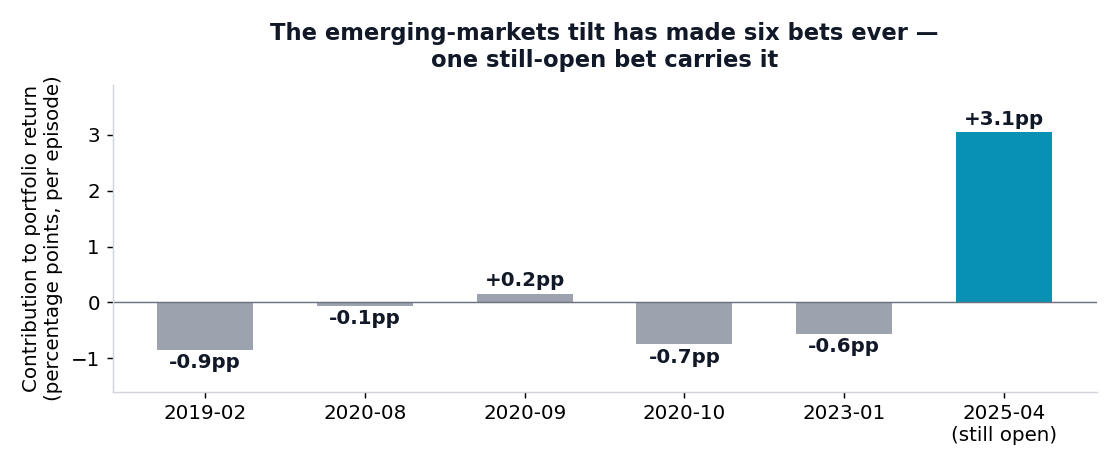 The emerging-markets tilt has made six bets ever —
one still-open bet carries it
Contribution to portfolio return
(percentage points, per episode)
3
2
1
0
−1
-0.9pp
-0.1pp
+0.2pp
-0.7pp
-0.6pp
+3.1pp
2019-02
2020-08
2020-09
2020-10
2023-01
2025-04
(still open)